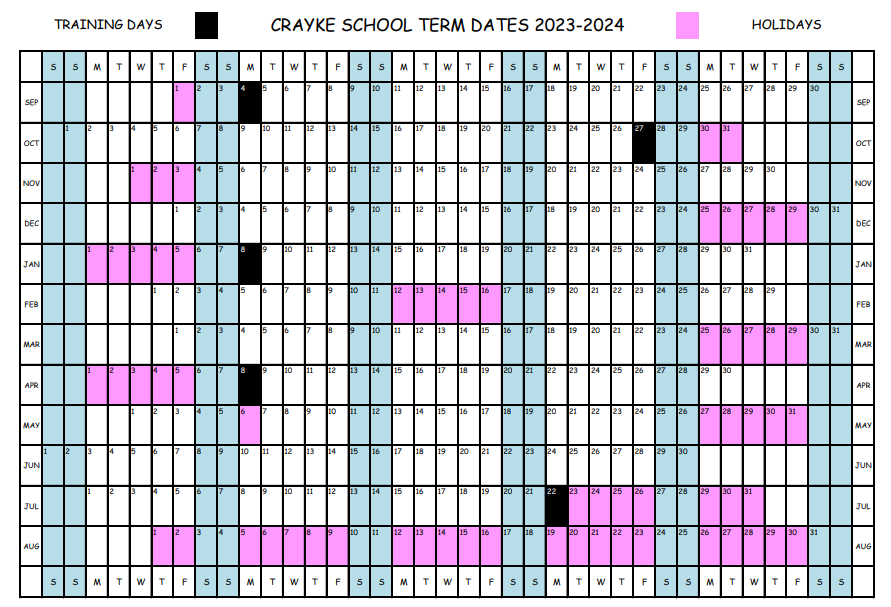 TRAINING DAYS CRAYKE SCHOOL TERM DATES 2023-2024 HOLIDAYS
S S M T W T F S S M T W T F S S M T W T F S S M T W T F S S M T W T F S S
SEP 1 2 3 4 5 6 7 8 9 10 11 12 13 14 15 16 17 18 19 20 21 22 23 24 25 26 27 28 29 30 SEP
OCT 1 2 3 4 5 6 7 8 9 10 11 12 13 14 15 16 17 18 19 20 21 22 23 24 25 26 27 28 29 30 31 OCT
NOV 1 2 3 4 5 6 7 8 9 10 11 12 13 14 15 16 17 18 19 20 21 22 23 24 25 26 27 28 29 30 NOV
DEC 1 2 3 4 5 6 7 8 9 10 11 12 13 14 15 16 17 18 19 20 21 22 23 24 25 26 27 28 29 30 31 DEC
JAN 1 2 3 4 5 6 7 8 9 10 11 12 13 14 15 16 17 18 19 20 21 22 23 24 25 26 27 28 29 30 31 JAN
FEB 1 2 3 4 5 6 7 8 9 10 11 12 13 14 15 16 17 18 19 20 21 22 23 24 25 26 27 28 29 FEB
MAR 1 2 3 4 5 6 7 8 9 10 11 12 13 14 15 16 17 18 19 20 21 22 23 24 25 26 27 28 29 30 31 MAR
APR 1 2 3 4 5 6 7 8 9 10 11 12 13 14 15 16 17 18 19 20 21 22 23 24 25 26 27 28 29 30 APR
MAY 1 2 3 4 5 6 7 8 9 10 11 12 13 14 15 16 17 18 19 20 21 22 23 24 25 26 27 28 29 30 31 MAY
JUN 1 2 3 4 5 6 7 8 9 10 11 12 13 14 15 16 17 18 19 20 21 22 23 24 25 26 27 28 29 30 JUN
JUL 1 2 3 4 5 6 7 8 9 10 11 12 13 14 15 16 17 18 19 20 21 22 23 24 25 26 27 28 29 30 31 JUL
AUG 1 2 3 4 5 6 7 8 9 10 11 12 13 14 15 16 17 18 19 20 21 22 23 24 25 26 27 28 29 30 31 AUG
S S M T W T F S S M T W T F S S M T W T F S S M T W T F S S M T W T F S S